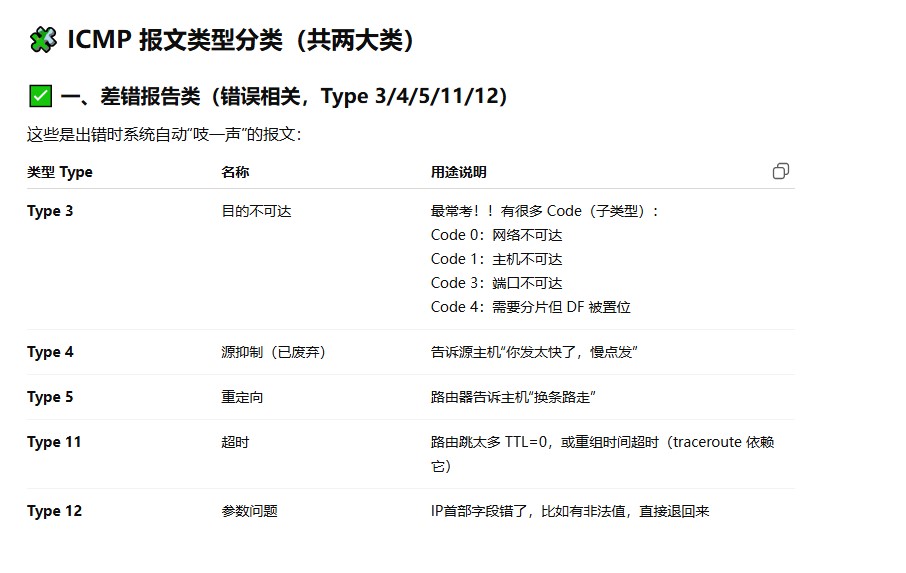 🧩 ICMP 报文类型分类（共两大类）
✅ 一、差错报告类（错误相关，Type 3/4/5/11/12）
这些是出错时系统自动“吱一声”的报文：
类型 Type 名称 用途说明
Type 3 目的不可达 最常考！！有很多 Code（子类型）：
Code 0：网络不可达
Code 1：主机不可达
Code 3：端口不可达
Code 4：需要分片但 DF 被置位
Type 4 源抑制（已废弃） 告诉源主机“你发太快了，慢点发”
Type 5 重定向 路由器告诉主机“换条路走”
Type 11 超时 路由跳太多 TTL=0，或重组时间超时（traceroute 依赖
它）
Type 12 参数问题 IP首部字段错了，比如有非法值，直接退回来